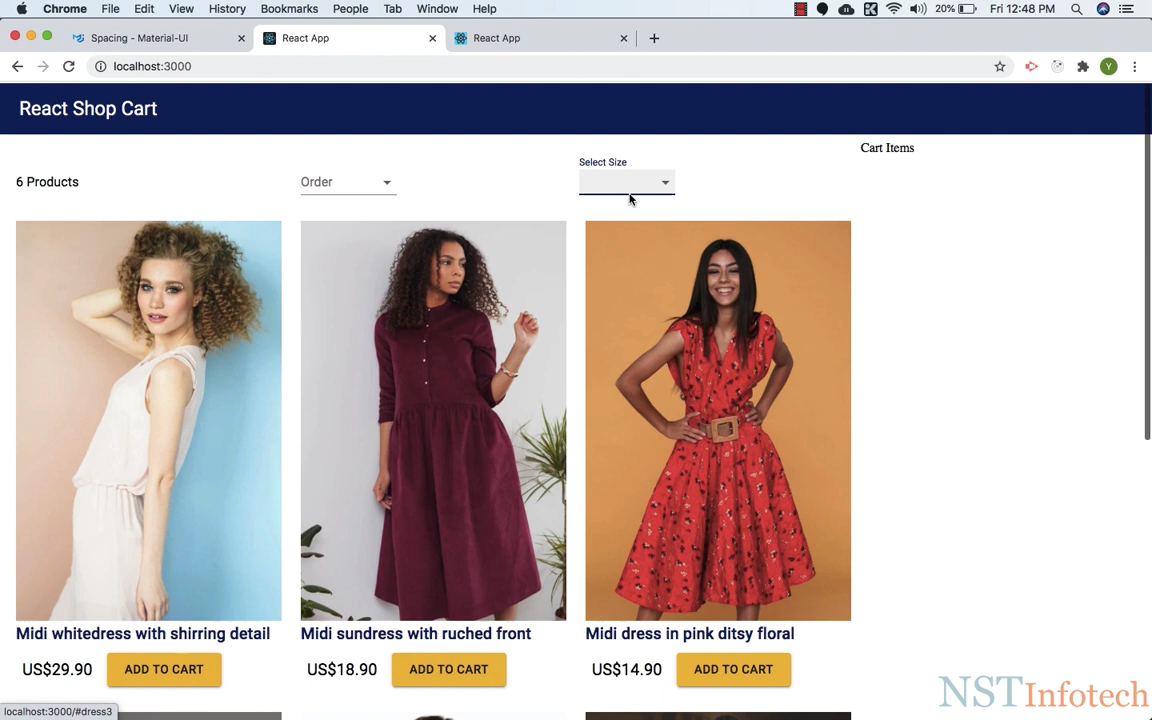 Chrome File Edit View History Bookmarks People Tab Window Help 20% Fri 12:48 PM
Spacing - Material-UI React App React App
localhost:3000 Y
React Shop Cart
Cart Items
Select Size
6 Products Order
Midi whitedress with shirring detail Midi sundress with ruched front Midi dress in pink ditsy floral
US$29.90 ADD TO CART US$18.90 ADD TO CART US$14.90 ADD TO CART
NSTInfotech
localhost:3000/#dress3